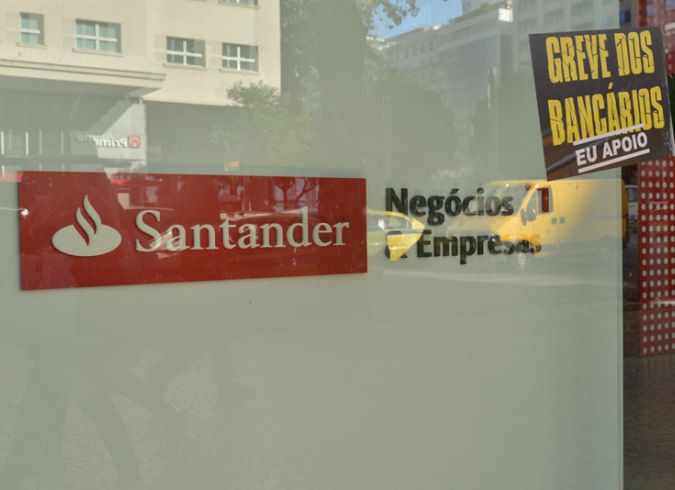 GREVE DOS
BANCÁRIOS
EU APOIO
Santander
Negócios
& Empresas